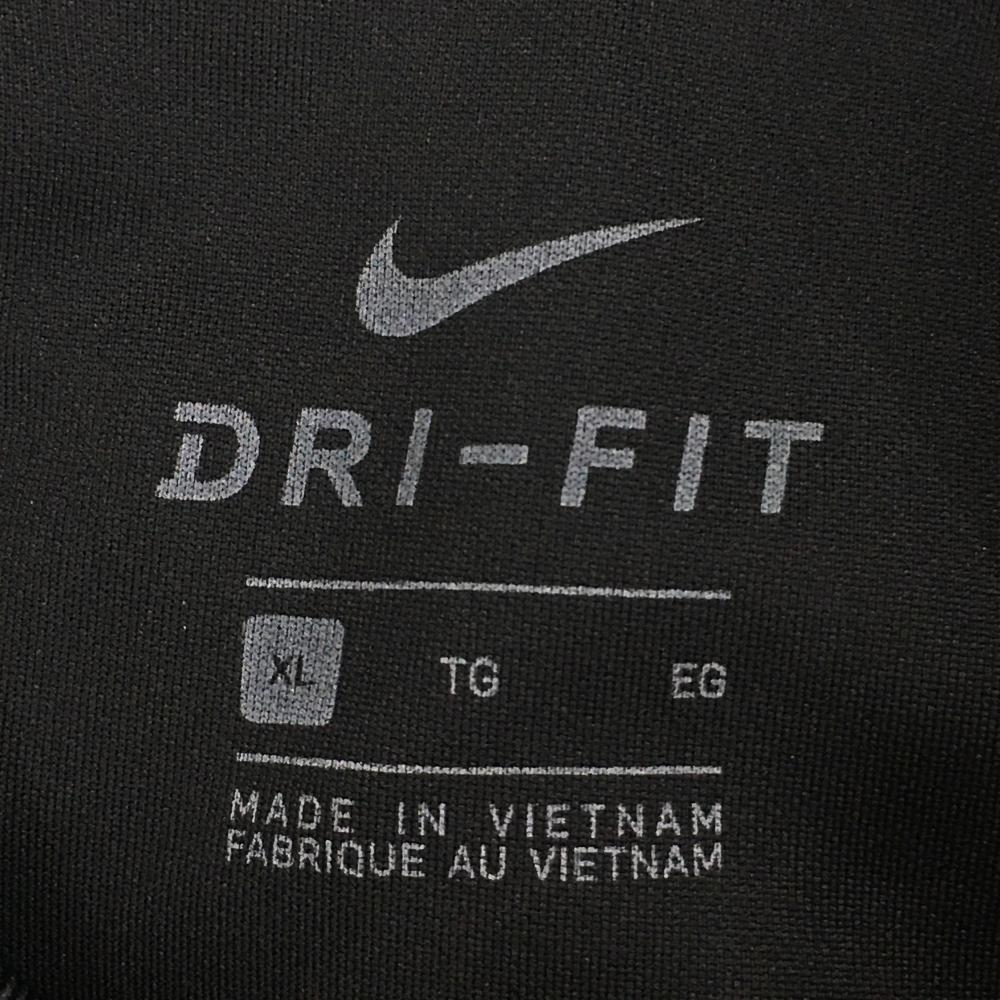 DRI-FIT
XL TG EG
MADE IN VIETNAM
FABRIQUE AU VIETNAM